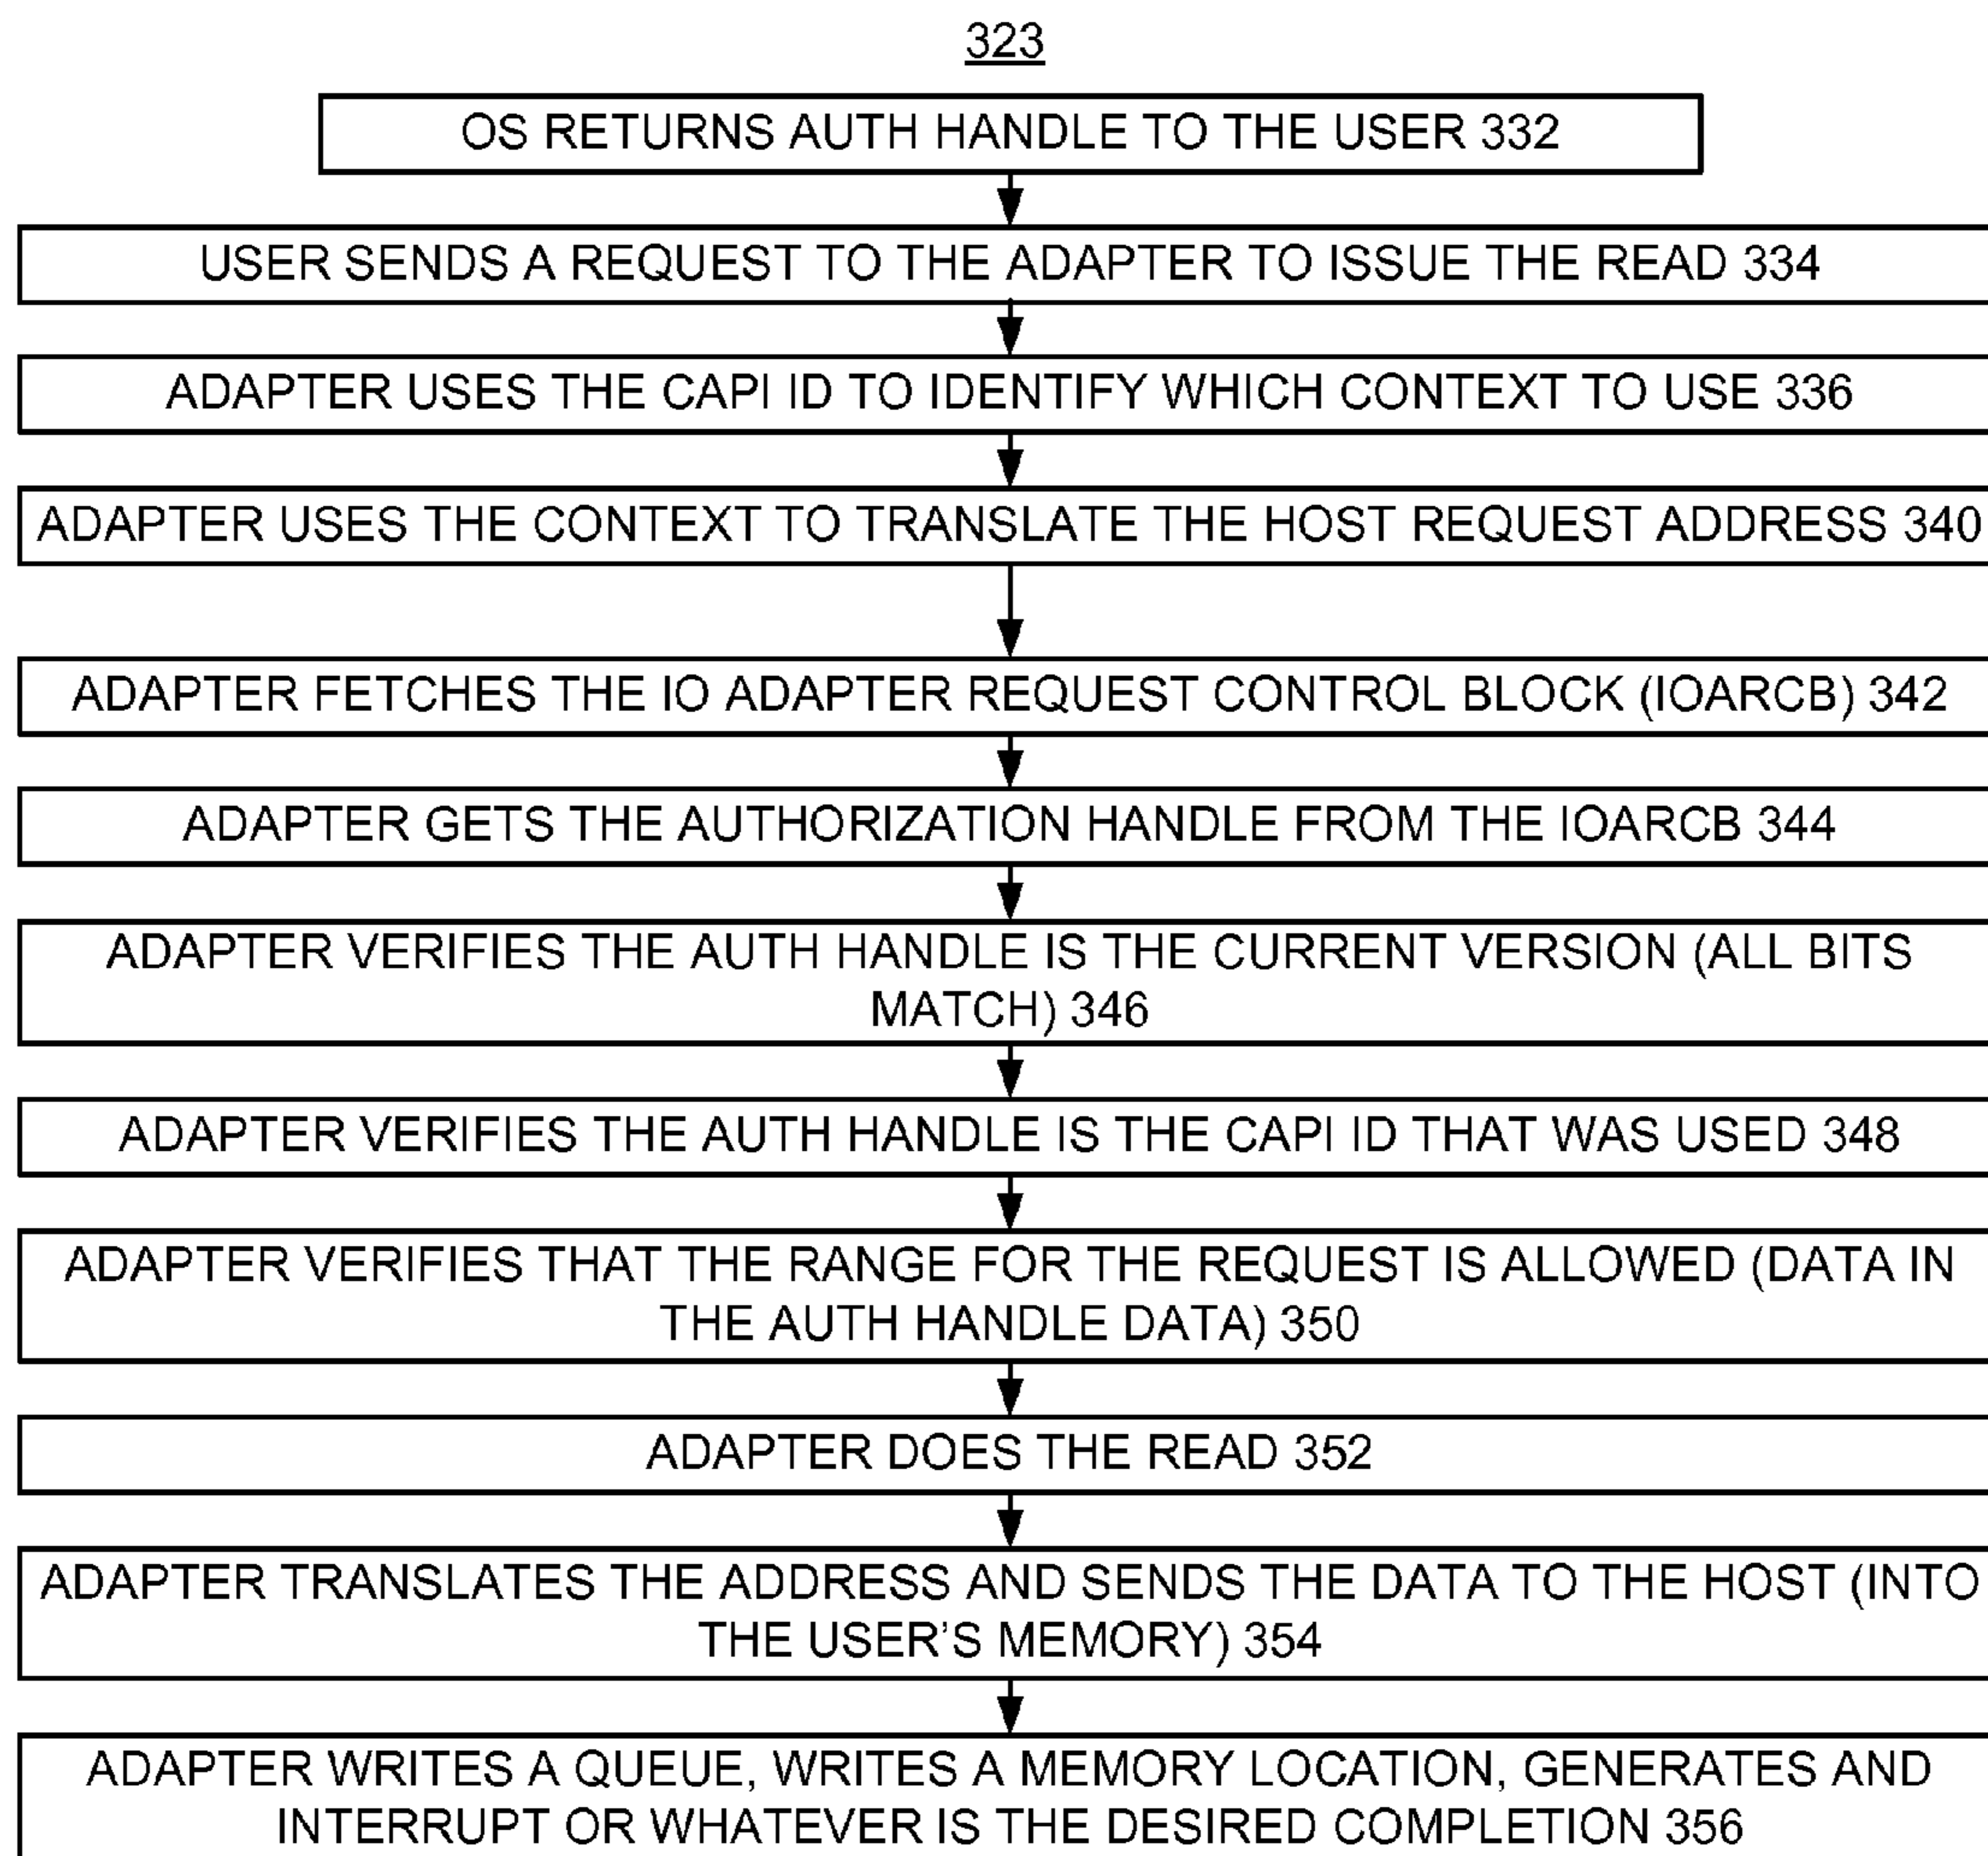 323
OS RETURNS AUTH HANDLE TO THE USER 332
USER SENDS A REQUEST TO THE ADAPTER TO ISSUE THE READ 334
ADAPTER USES THE CAPI ID TO IDENTIFY WHICH CONTEXT TO USE 336
ADAPTER USES THE CONTEXT TO TRANSLATE THE HOST REQUEST ADDRESS 340
ADAPTER FETCHES THE IO ADAPTER REQUEST CONTROL BLOCK (IOARCB) 342
ADAPTER GETS THE AUTHORIZATION HANDLE FROM THE IOARCB 344
ADAPTER VERIFIES THE AUTH HANDLE IS THE CURRENT VERSION (ALL BITS
MATCH) 346
ADAPTER VERIFIES THE AUTH HANDLE IS THE CAPI ID THAT WAS USED 348
ADAPTER VERIFIES THAT THE RANGE FOR THE REQUEST IS ALLOWED (DATA IN
THE AUTH HANDLE DATA) 350
ADAPTER DOES THE READ 352
ADAPTER TRANSLATES THE ADDRESS AND SENDS THE DATA TO THE HOST (INTO
THE USER'S MEMORY) 354
ADAPTER WRITES A QUEUE, WRITES A MEMORY LOCATION, GENERATES AND
INTERRUPT OR WHATEVER IS THE DESIRED COMPLETION 356